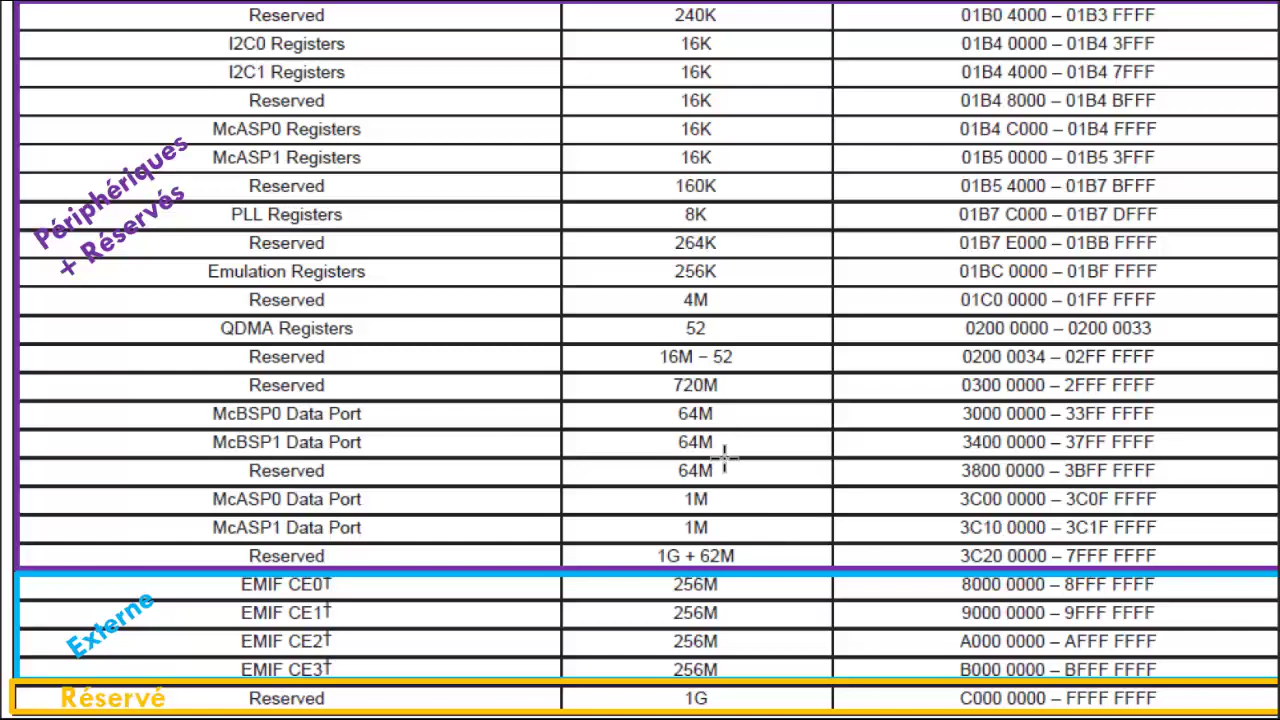 Reserved 240K 01B0 4000 – 01B3 FFFF
I2C0 Registers 16K 01B4 0000 – 01B4 3FFF
I2C1 Registers 16K 01B4 4000 – 01B4 7FFF
Reserved 16K 01B4 8000 – 01B4 BFFF
McASP0 Registers 16K 01B4 C000 – 01B4 FFFF
McASP1 Registers 16K 01B5 0000 – 01B5 3FFF
Reserved 160K 01B5 4000 – 01B7 BFFF
PLL Registers 8K 01B7 C000 – 01B7 DFFF
Reserved 264K 01B7 E000 – 01BB FFFF
Emulation Registers 256K 01BC 0000 – 01BF FFFF
Reserved 4M 01C0 0000 – 01FF FFFF
QDMA Registers 52 0200 0000 – 0200 0033
Reserved 16M − 52 0200 0034 – 02FF FFFF
Reserved 720M 0300 0000 – 2FFF FFFF
McBSP0 Data Port 64M 3000 0000 – 33FF FFFF
McBSP1 Data Port 64M 3400 0000 – 37FF FFFF
Reserved 64M 3800 0000 – 3BFF FFFF
McASP0 Data Port 1M 3C00 0000 – 3C0F FFFF
McASP1 Data Port 1M 3C10 0000 – 3C1F FFFF
Reserved 1G + 62M 3C20 0000 – 7FFF FFFF
EMIF CE0† 256M 8000 0000 – 8FFF FFFF
EMIF CE1† 256M 9000 0000 – 9FFF FFFF
EMIF CE2† 256M A000 0000 – AFFF FFFF
EMIF CE3† 256M B000 0000 – BFFF FFFF
Reserved 1G C000 0000 – FFFF FFFF
Périphériques
+ Réservés
Externe
Réservé